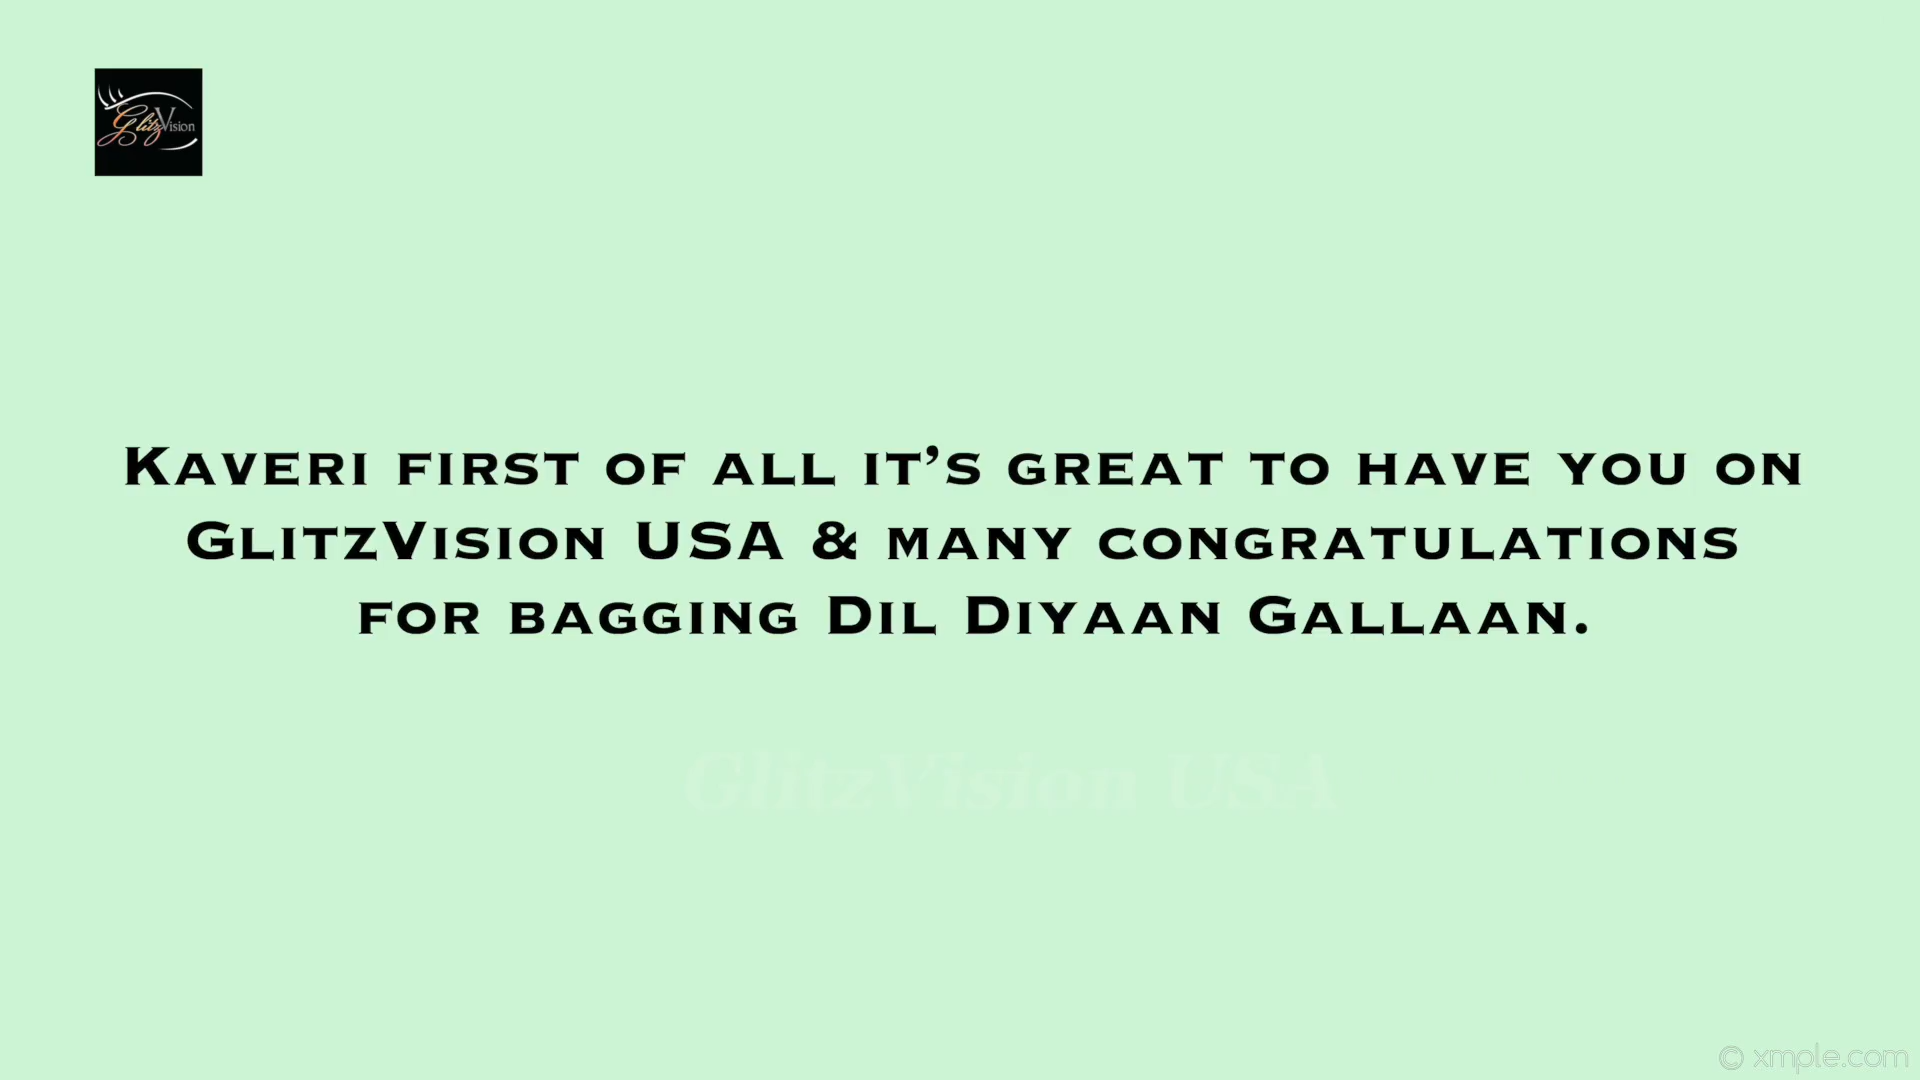 GlitzVision
Kaveri first of all it’s great to have you on
GlitzVision USA & many congratulations
for bagging Dil Diyaan Gallaan.
GlitzVision USA
© xmple.com